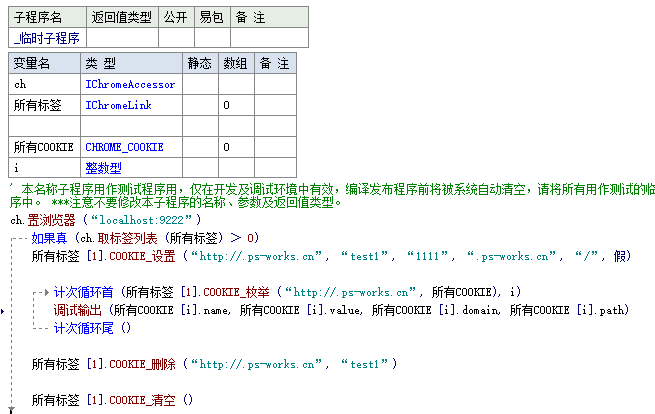 子程序名 返回值类型 公开 易包 备 注
_临时子程序
变量名 类 型 静态 数组 备 注
ch IChromeAccessor
所有标签 IChromeLink 0
所有COOKIE CHROME_COOKIE 0
i 整数型
' 本名称子程序用作测试程序用，仅在开发及调试环境中有效，编译发布程序前将被系统自动清空，请将所有用作测试的临
序中。 ***注意不要修改本子程序的名称、参数及返回值类型。
ch.置浏览器 (“localhost:9222”)
如果真 (ch.取标签列表 (所有标签) ＞ 0)
所有标签 [1].COOKIE_设置 (“http://.ps-works.cn”, “test1”, “1111”, “.ps-works.cn”, “/”, 假)
计次循环首 (所有标签 [1].COOKIE_枚举 (“http://.ps-works.cn”, 所有COOKIE), i)
调试输出 (所有COOKIE [i].name, 所有COOKIE [i].value, 所有COOKIE [i].domain, 所有COOKIE [i].path)
计次循环尾 ()
所有标签 [1].COOKIE_删除 (“http://.ps-works.cn”, “test1”)
所有标签 [1].COOKIE_清空 ()